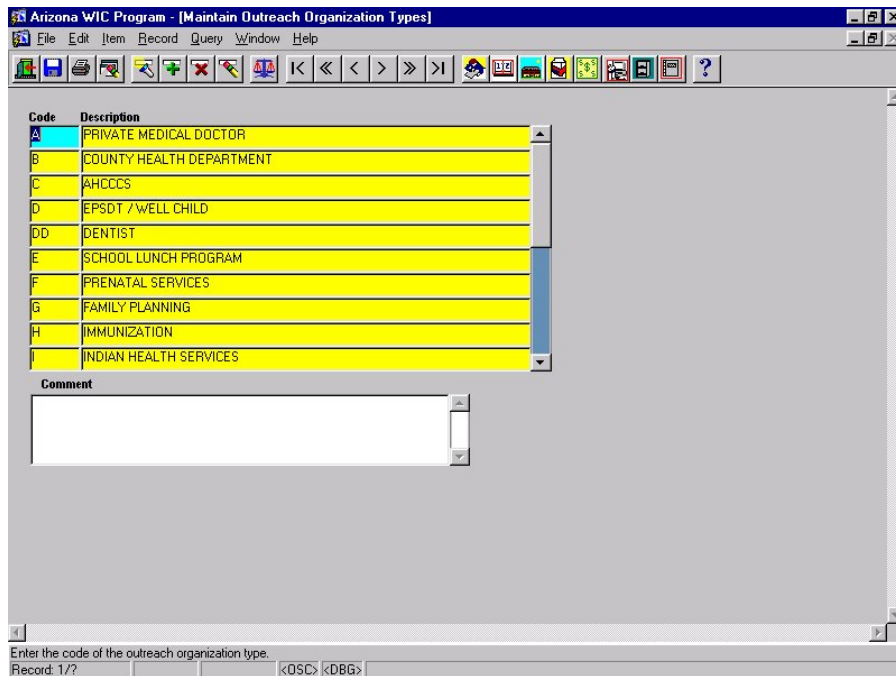 Arizona WIC Program - [Maintain Outreach Organization Types]
File Edit Item Record Query Window Help
Code Description
A PRIVATE MEDICAL DOCTOR
B COUNTY HEALTH DEPARTMENT
C AHCCCS
D EPSDT / WELL CHILD
DD DENTIST
E SCHOOL LUNCH PROGRAM
F PRENATAL SERVICES
G FAMILY PLANNING
H IMMUNIZATION
I INDIAN HEALTH SERVICES
Comment
Enter the code of the outreach organization type.
Record: 1/? <OSC> <DBG>